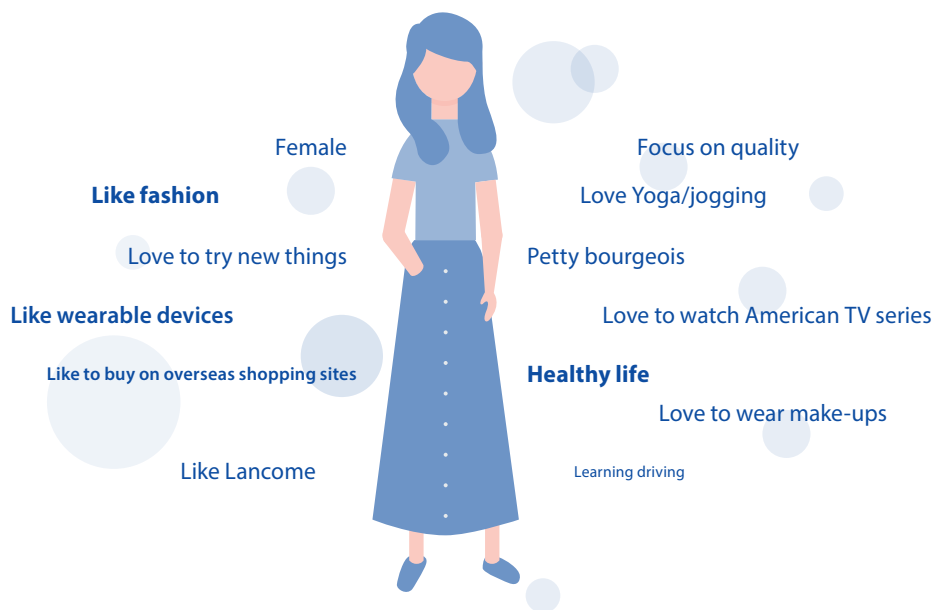 Female
Like fashion
Love to try new things
Like wearable devices
Like to buy on overseas shopping sites
Like Lancome
Focus on quality
Love Yoga/jogging
Petty bourgeois
Love to watch American TV series
Healthy life
Love to wear make-ups
Learning driving